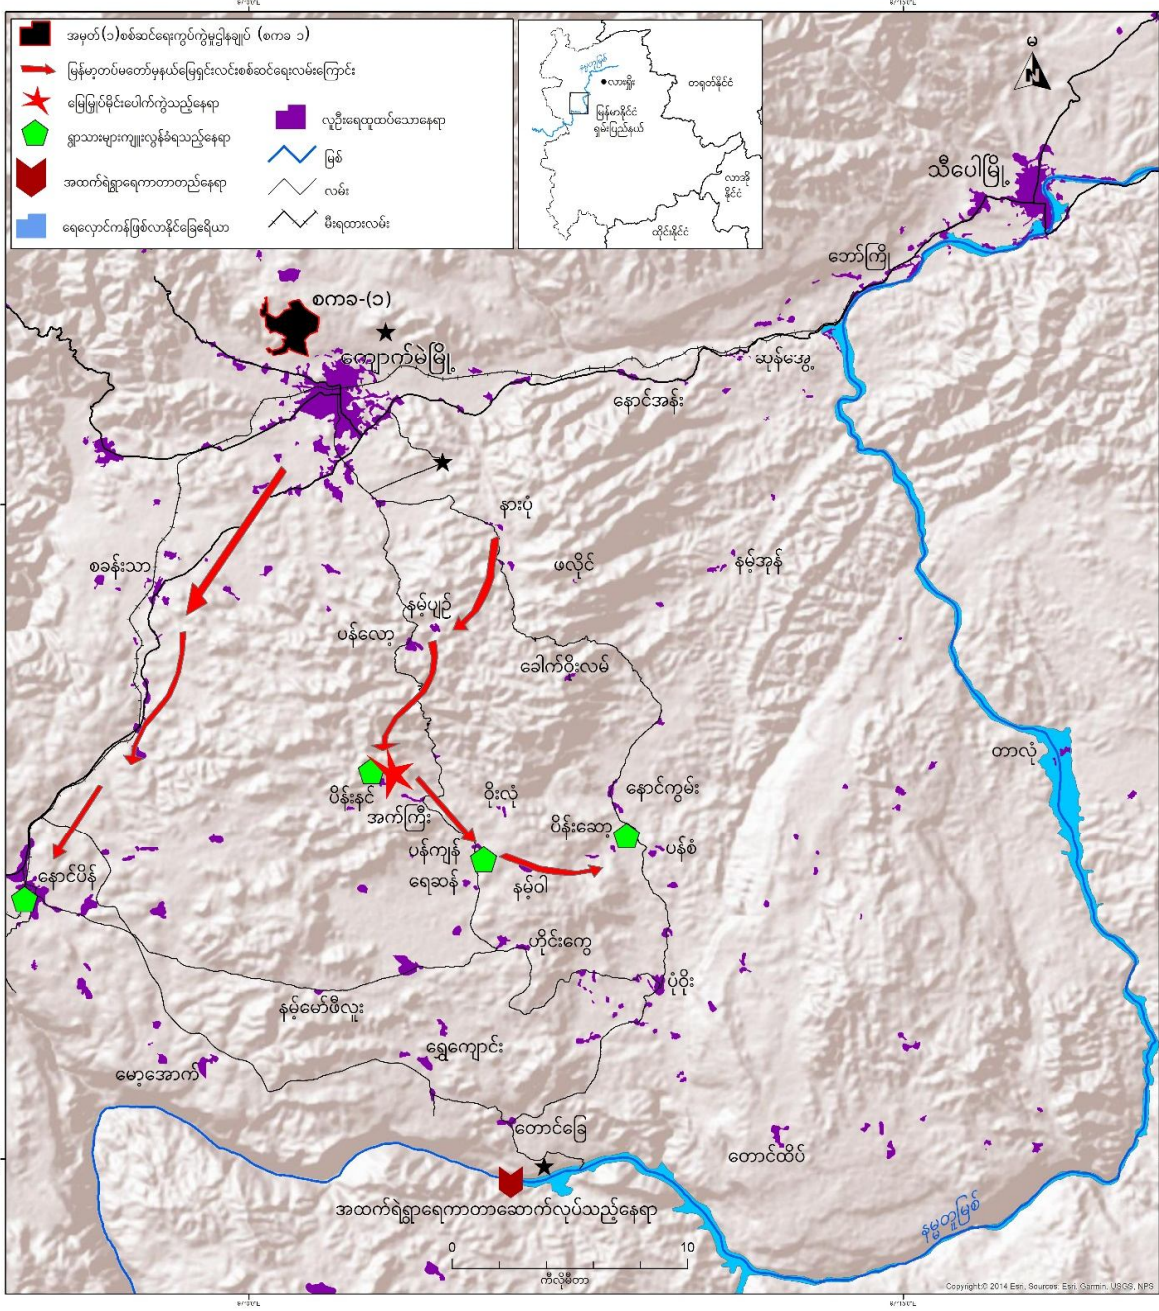 အမှတ်(၁)စစ်ဆင်ရေးကွပ်ကွဲမှုဌာနချုပ် (စကခ ၁)
မြန်မာ့တပ်မတော်မှနယ်မြေရှင်းလင်းစစ်ဆင်ရေးလမ်းကြောင်း
မြေမြှုပ်မိုင်းပေါက်ကွဲသည့်နေရာ
ရွာသားများကျူးလွန်ခံရသည့်နေရာ
အထက်ရဲရွာရေကာတာတည်နေရာ
ရေလှောင်ကန်ဖြစ်လာနိုင်ခြေဧရိယာ
လူဦးရေထူထပ်သောနေရာ
မြစ်
လမ်း
မီးရထားလမ်း
လားရှိုး
တရုတ်နိုင်ငံ
မြန်မာနိုင်ငံ
ရှမ်းပြည်နယ်
လာအို
နိုင်ငံ
ထိုင်းနိုင်ငံ
မ
N
သီပေါမြို့
ဘော်ကြို
စကခ-(၁)
ကျောက်မဲမြို့
ဆုန်အွေ့
နောင်အန်း
နားပုံ
စခန်းသာ
ဖလိုင်
နမ့်အုန်
နမ့်ပျဉ်
ပန်လော့
ခေါက်ဝိုးလမ်
တာလုံ
ပိန်းနင်
ဝိုးလုံ
နောင်ကွမ်း
အက်ကြီး
ပိန်းဆော့
ပန်ကျန်
ပန်စံ
နောင်ပိန်
ရေဆန်
နမ့်ဝါ
ဟိုင်းကွေ
ပုံဝိုး
နမ့်မော်ဖီလူး
ရွှေကျောင်း
မော့အောက်
တောင်ခြေ
တောင်ထိပ်
အထက်ရဲရွာရေကာတာဆောက်လုပ်သည့်နေရာ
နမ္မတူမြစ်
0 10
ကီလိုမီတာ
Copyright:© 2014 Esri, Sources: Esri, Garmin, USGS, NPS